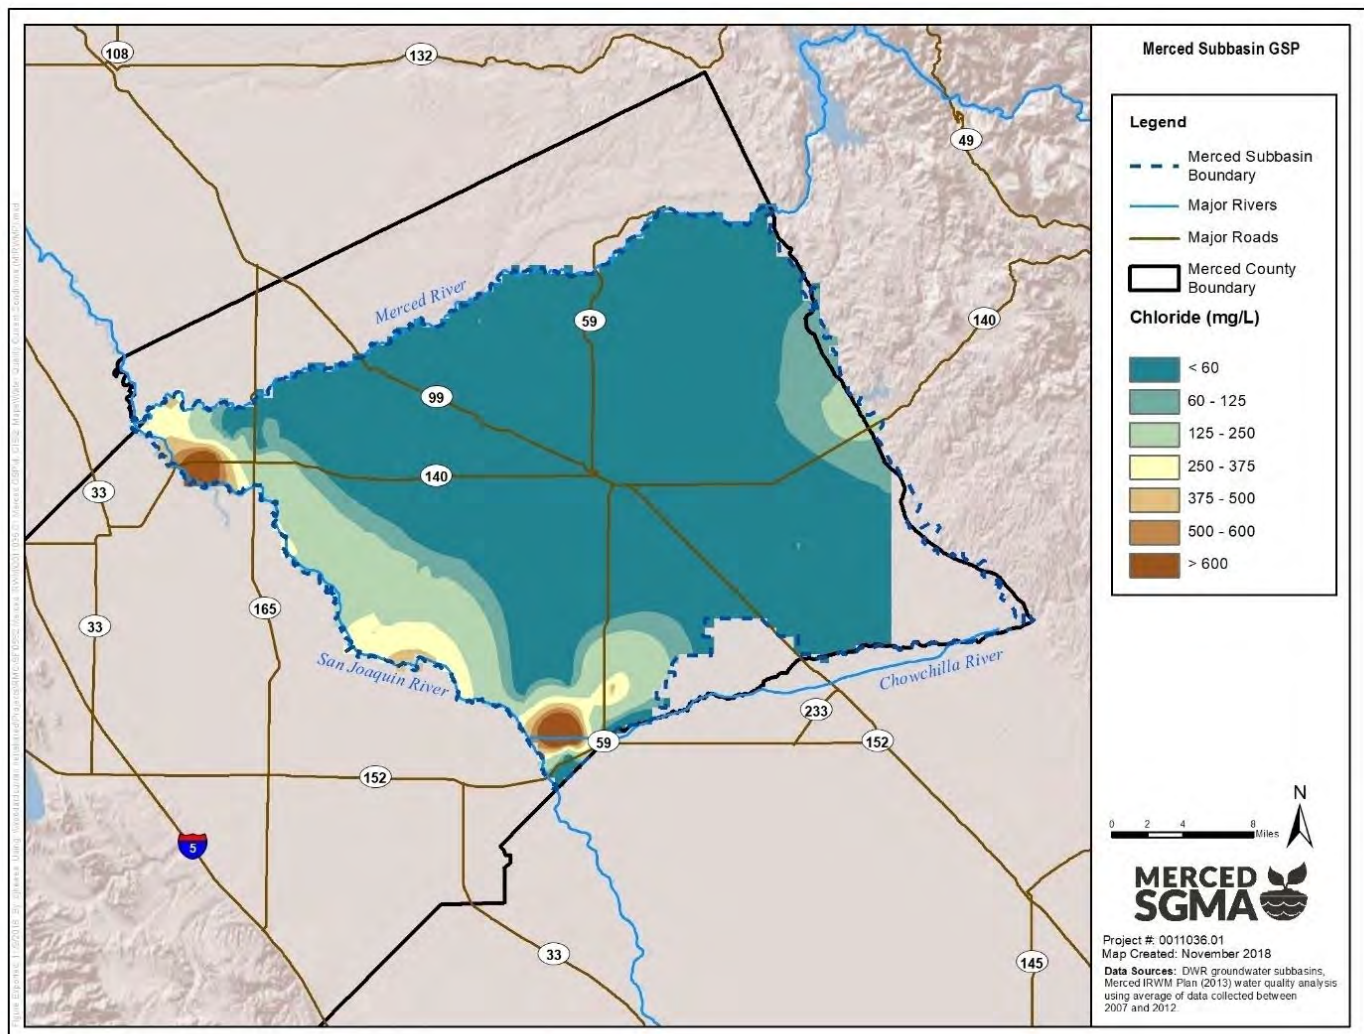 Merced Subbasin GSP
Legend
Merced Subbasin
Boundary
Major Rivers
Major Roads
Merced County
Boundary
Chloride (mg/L)
< 60
60 - 125
125 - 250
250 - 375
375 - 500
500 - 600
> 600
108
132
49
Merced River
59
140
99
140
33
165
33
San Joaquin River
Chowchilla River
233
59
152
152
5
33
145
N
0 2 4 8
Miles
MERCED
SGMA
Project #: 0011036.01
Map Created: November 2018
Data Sources: DWR groundwater subbasins,
Merced IRWM Plan (2013) water quality analysis
using average of data collected between
2007 and 2012.